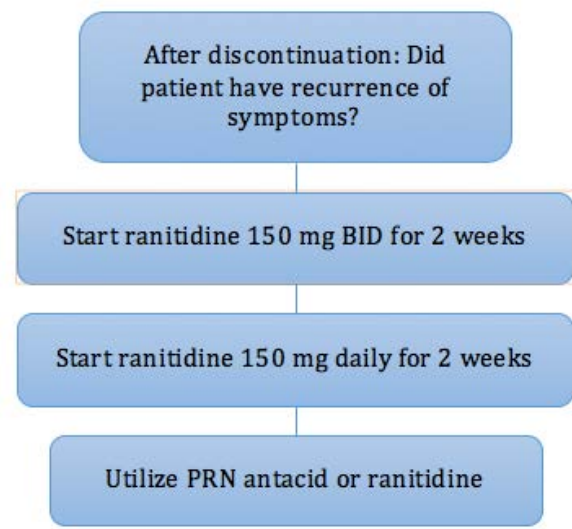 After discontinuation: Did
patient have recurrence of
symptoms?
Start ranitidine 150 mg BID for 2 weeks
Start ranitidine 150 mg daily for 2 weeks
Utilize PRN antacid or ranitidine